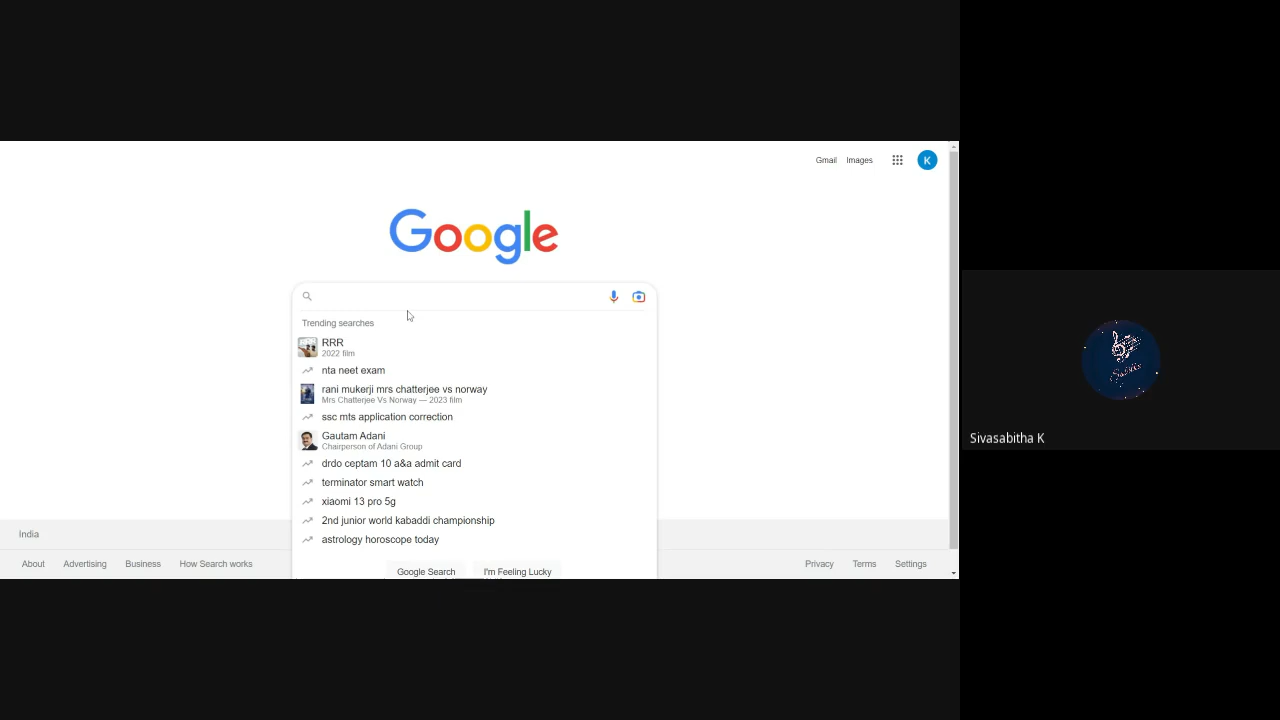 Gmail Images K
Google
Trending searches
RRR
2022 film
nta neet exam
rani mukerji mrs chatterjee vs norway
Mrs Chatterjee Vs Norway — 2023 film
ssc mts application correction
Gautam Adani
Chairperson of Adani Group
drdo ceptam 10 a&a admit card
terminator smart watch
xiaomi 13 pro 5g
2nd junior world kabaddi championship
astrology horoscope today
Google Search I'm Feeling Lucky
India
About Advertising Business How Search works Privacy Terms Settings
Sivasabitha K